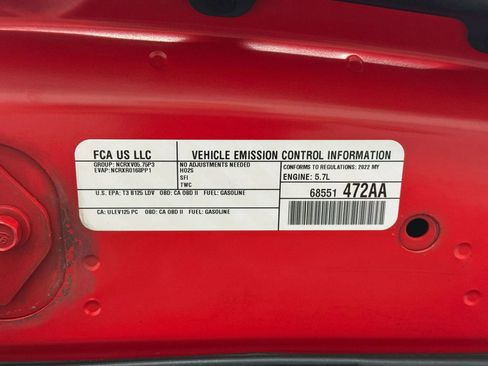 FCA US LLC
VEHICLE EMISSION CONTROL INFORMATION
GROUP: NCRXV05.75P3
EVAP: NCRXR0168PP1
NO ADJUSTMENTS NEEDED
HO2S
SFI
TWC
CONFORMS TO REGULATIONS: 2022 MY
ENGINE: 5.7L
U.S. EPA: T3 B125 LDV OBD: CA OBD II FUEL: GASOLINE
68551 472AA
CA: ULEV125 PC OBD: CA OBD II FUEL: GASOLINE